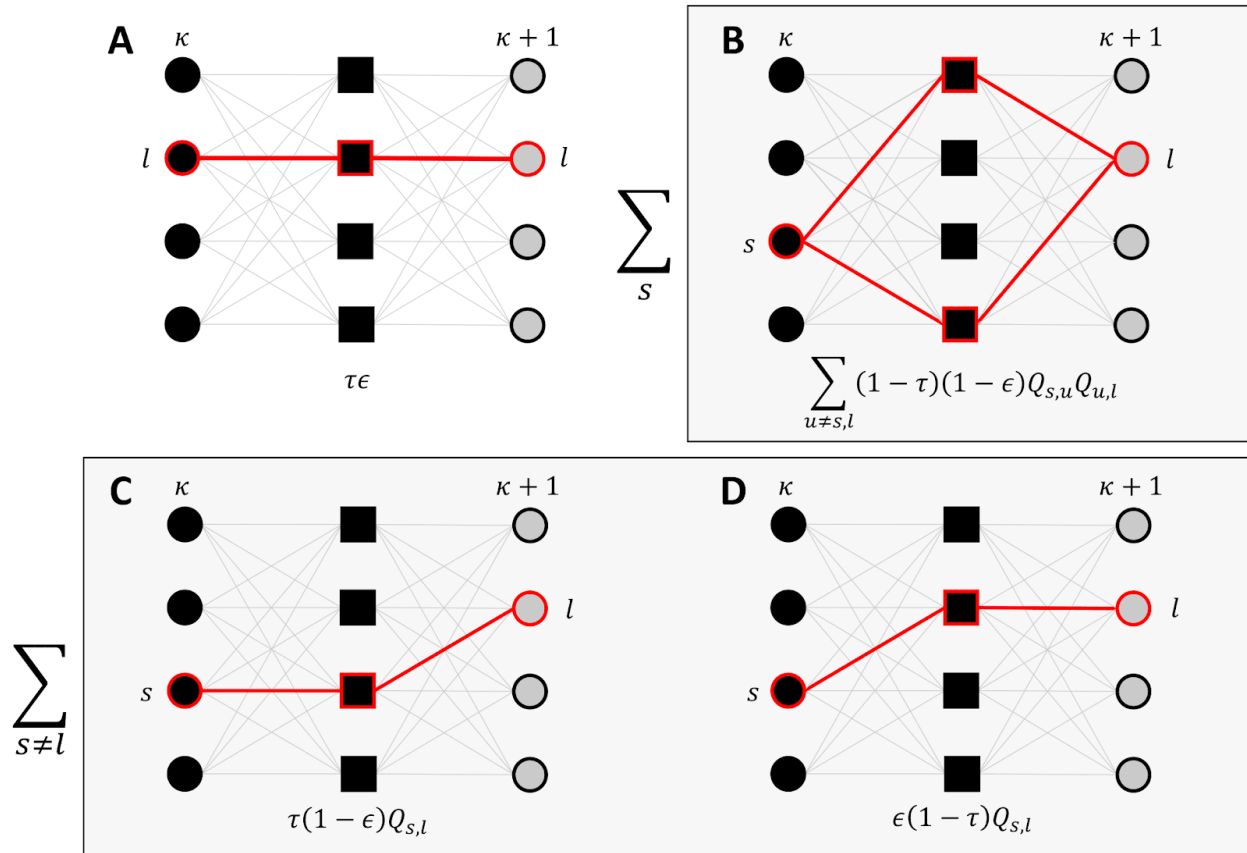 A κ κ + 1
l l
τϵ
B κ κ + 1
∑ s
s l
∑ u≠s,l (1 − τ)(1 − ϵ)Q_{s,u}Q_{u,l}
C κ κ + 1
l
∑ s≠l
s
τ(1 − ϵ)Q_{s,l}
D κ κ + 1
l
s
ϵ(1 − τ)Q_{s,l}